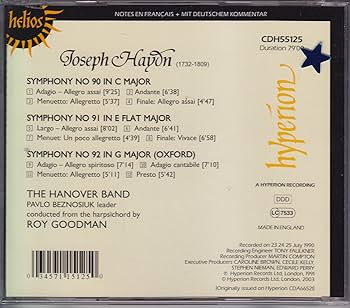 helios
NOTES EN FRANÇAIS + MIT DEUTSCHEM KOMMENTAR
CDH55125
Duration 79'00
Joseph Haydn (1732-1809)
SYMPHONY NO 90 IN C MAJOR
1 Adagio – Allegro assai [9'25] 2 Andante [6'38]
3 Menuetto: Allegretto [5'37] 4 Finale: Allegro assai [4'47]
SYMPHONY NO 91 IN E FLAT MAJOR
5 Largo – Allegro assai [8'02] 6 Andante [6'41]
7 Menuet: Un poco allegretto [4'39] 8 Finale: Vivace [6'58]
SYMPHONY NO 92 IN G MAJOR (OXFORD)
9 Adagio – Allegro spiritoso [7'14] 10 Adagio cantabile [7'10]
11 Menuetto: Allegretto [5'11] 12 Presto [5'42]
THE HANOVER BAND
PAVLO BEZNOSIUK leader
conducted from the harpsichord by
ROY GOODMAN
hyperion
A HYPERION RECORDING
DDD
LC 7533
MADE IN ENGLAND
0 34571 15125 0
Recorded on 23 24 25 July 1990
Recording Engineer TONY FAULKNER
Recording Producer MARTIN COMPTON
Executive Producers CAROLINE BROWN, CECILE KELLY,
STEPHEN NIEMAN, EDWARD PERRY
℗ Hyperion Records Ltd, London, 1991
© Hyperion Records Ltd, London, 2003
(Originally issued on Hyperion CDA66521)